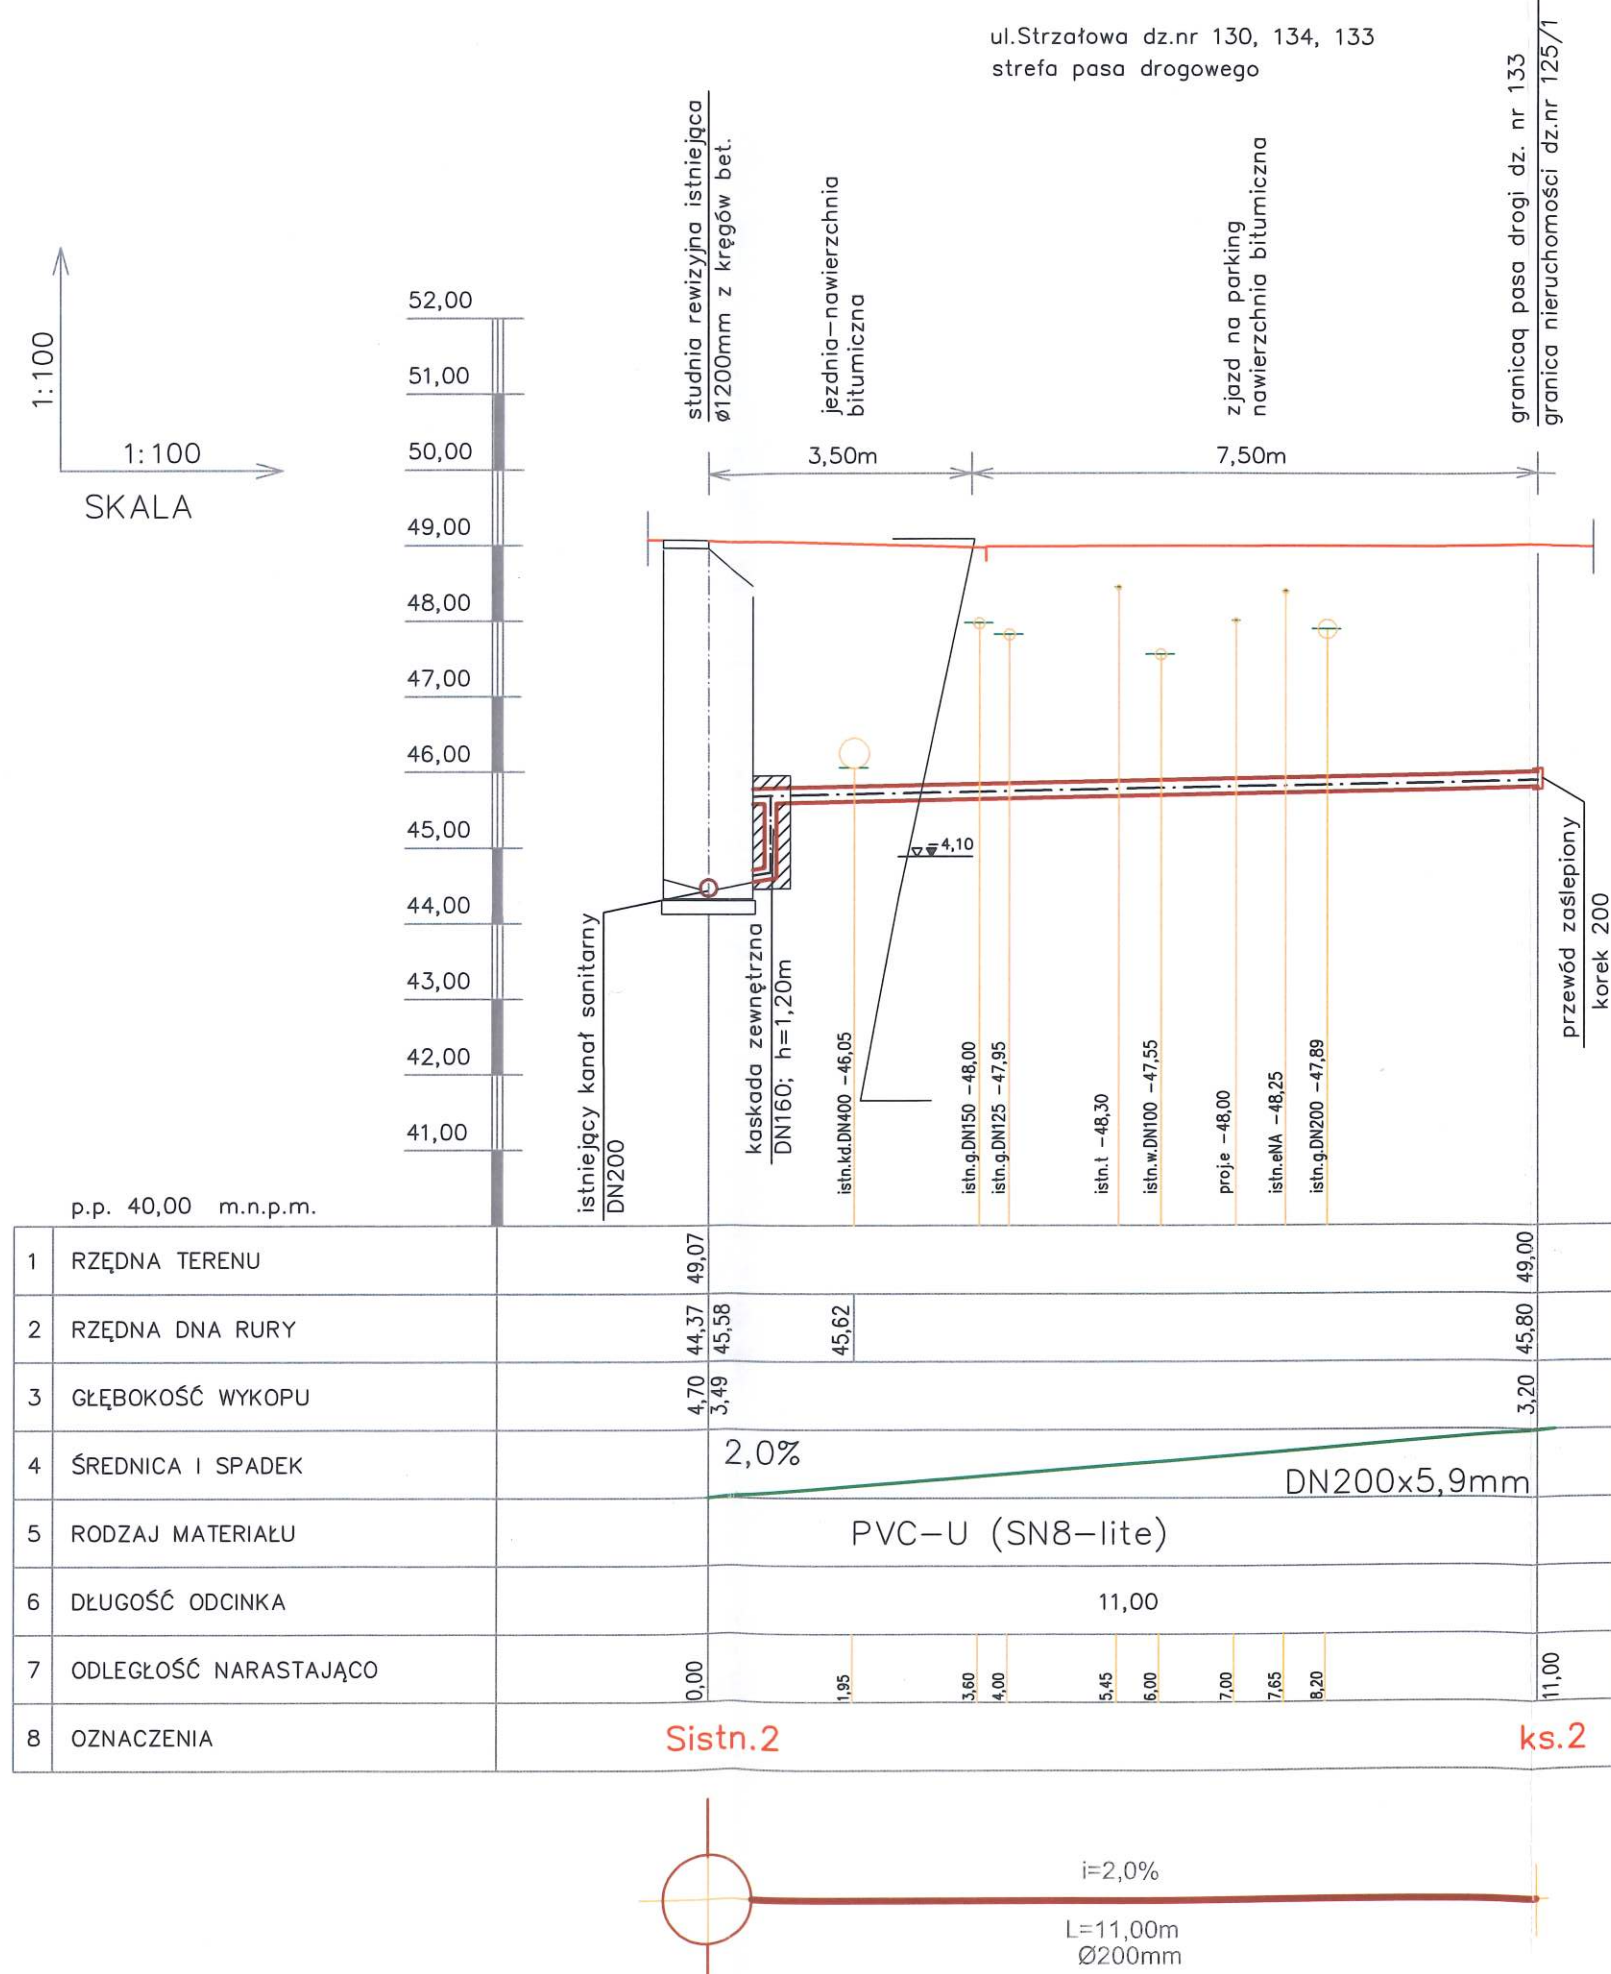 ul.Strzałowa dz.nr 130, 134, 133
strefa pasa drogowego
studnia rewizyjna istniejąca
ø1200mm z kręgów bet.
jezdnia-nawierzchnia
bitumiczna
zjazd na parking
nawierzchnia bitumiczna
granicaq pasa drogi dz. nr 133
granica nieruchomości dz.nr 125/1
1:100
1:100
SKALA
52,00
51,00
50,00
49,00
48,00
47,00
46,00
45,00
44,00
43,00
42,00
41,00
3,50m
7,50m
-4,10
istniejący kanał sanitarny
DN200
kaskada zewnętrzna
DN160; h=1,20m
istn.kd.DN400 -46,05
istn.g.DN150 -48,00
istn.g.DN125 -47,95
istn.t -48,30
istn.w.DN100 -47,55
proj.e -48,00
istn.eNA -48,25
istn.g.DN200 -47,89
przewód zaślepiony
korek 200
p.p. 40,00 m.n.p.m.
1 RZĘDNA TERENU 49,07 49,00
2 RZĘDNA DNA RURY 44,37 45,58 45,62 45,80
3 GŁĘBOKOŚĆ WYKOPU 4,70 3,49 3,20
4 ŚREDNICA I SPADEK 2,0% DN200x5,9mm
5 RODZAJ MATERIAŁU PVC-U (SN8-lite)
6 DŁUGOŚĆ ODCINKA 11,00
7 ODLEGŁOŚĆ NARASTAJĄCO 0,00 1,95 3,60 4,00 5,45 6,00 7,00 7,65 8,20 11,00
8 OZNACZENIA Sistn.2 ks.2
i=2,0%
L=11,00m
Ø200mm